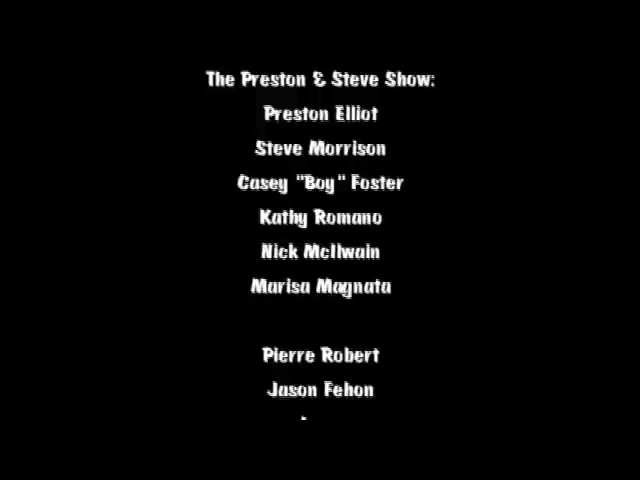 The Preston & Steve Show:
Preston Elliot
Steve Morrison
Casey "Boy" Foster
Kathy Romano
Nick McIlwain
Marisa Magnata
Pierre Robert
Jason Fehon